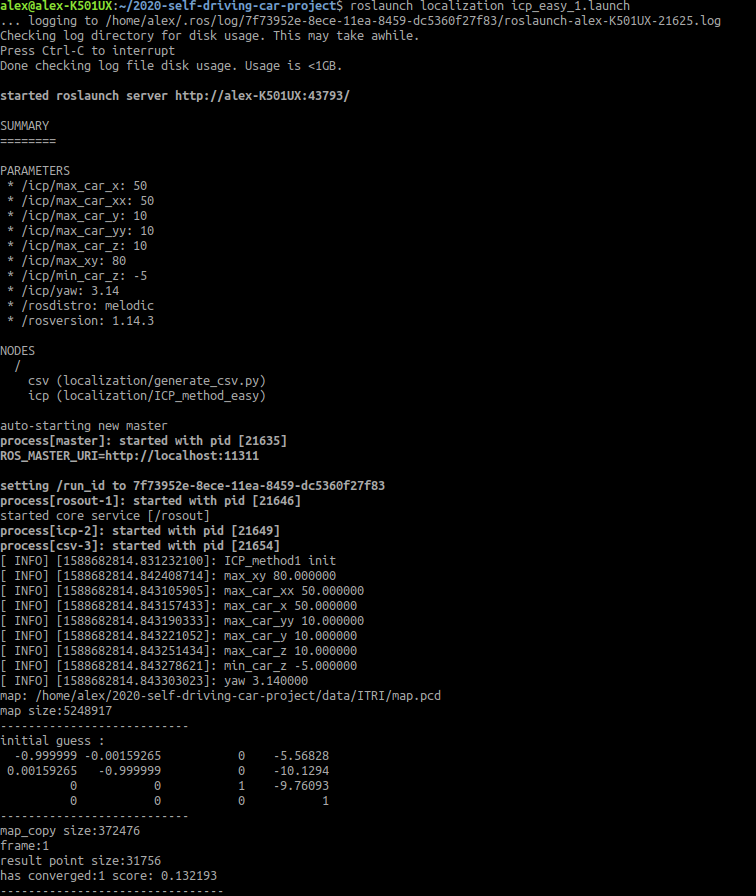 alex@alex-K501UX:~/2020-self-driving-car-project$ roslaunch localization icp_easy_1.launch
... logging to /home/alex/.ros/log/7f73952e-8ece-11ea-8459-dc5360f27f83/roslaunch-alex-K501UX-21625.log
Checking log directory for disk usage. This may take awhile.
Press Ctrl-C to interrupt
Done checking log file disk usage. Usage is <1GB.

started roslaunch server http://alex-K501UX:43793/

SUMMARY
========

PARAMETERS
 * /icp/max_car_x: 50
 * /icp/max_car_xx: 50
 * /icp/max_car_y: 10
 * /icp/max_car_yy: 10
 * /icp/max_car_z: 10
 * /icp/max_xy: 80
 * /icp/min_car_z: -5
 * /icp/yaw: 3.14
 * /rosdistro: melodic
 * /rosversion: 1.14.3

NODES
  /
    csv (localization/generate_csv.py)
    icp (localization/ICP_method_easy)

auto-starting new master
process[master]: started with pid [21635]
ROS_MASTER_URI=http://localhost:11311

setting /run_id to 7f73952e-8ece-11ea-8459-dc5360f27f83
process[rosout-1]: started with pid [21646]
started core service [/rosout]
process[icp-2]: started with pid [21649]
process[csv-3]: started with pid [21654]
[ INFO] [1588682814.831232100]: ICP_method1 init
[ INFO] [1588682814.842408714]: max_xy 80.000000
[ INFO] [1588682814.843105905]: max_car_xx 50.000000
[ INFO] [1588682814.843157433]: max_car_x 50.000000
[ INFO] [1588682814.843190333]: max_car_yy 10.000000
[ INFO] [1588682814.843221052]: max_car_y 10.000000
[ INFO] [1588682814.843251434]: max_car_z 10.000000
[ INFO] [1588682814.843278621]: min_car_z -5.000000
[ INFO] [1588682814.843303023]: yaw 3.140000
map: /home/alex/2020-self-driving-car-project/data/ITRI/map.pcd
map size:5248917
---------------------------
initial guess :
  -0.999999 -0.00159265           0    -5.56828
 0.00159265   -0.999999           0    -10.1294
          0           0           1    -9.76093
          0           0           0           1
---------------------------
map_copy size:372476
frame:1
result point size:31756
has converged:1 score: 0.132193
--------------------------------